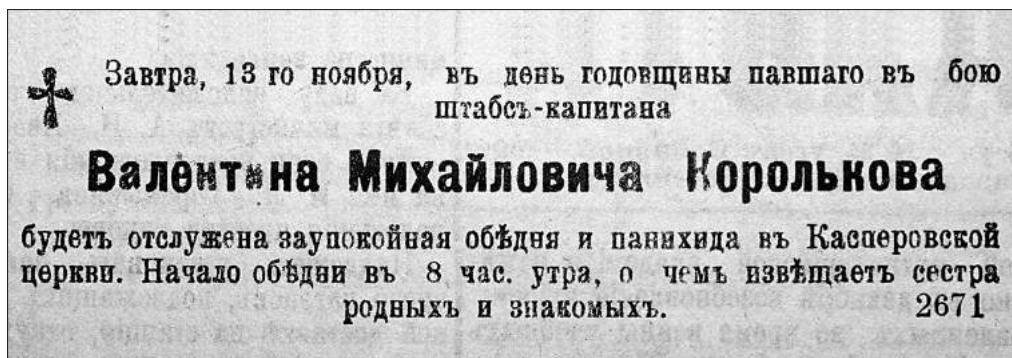 Завтра, 13 го ноября, въ день годовщины павшаго въ бою
штабсъ-капитана
Валентина Михайловича Королькова
будетъ отслужена заупокойная обѣдня и панихида въ Касперовской
церкви. Начало обѣдни въ 8 час. утра, о чемъ извѣщаетъ сестра
родныхъ и знакомыхъ. 2671